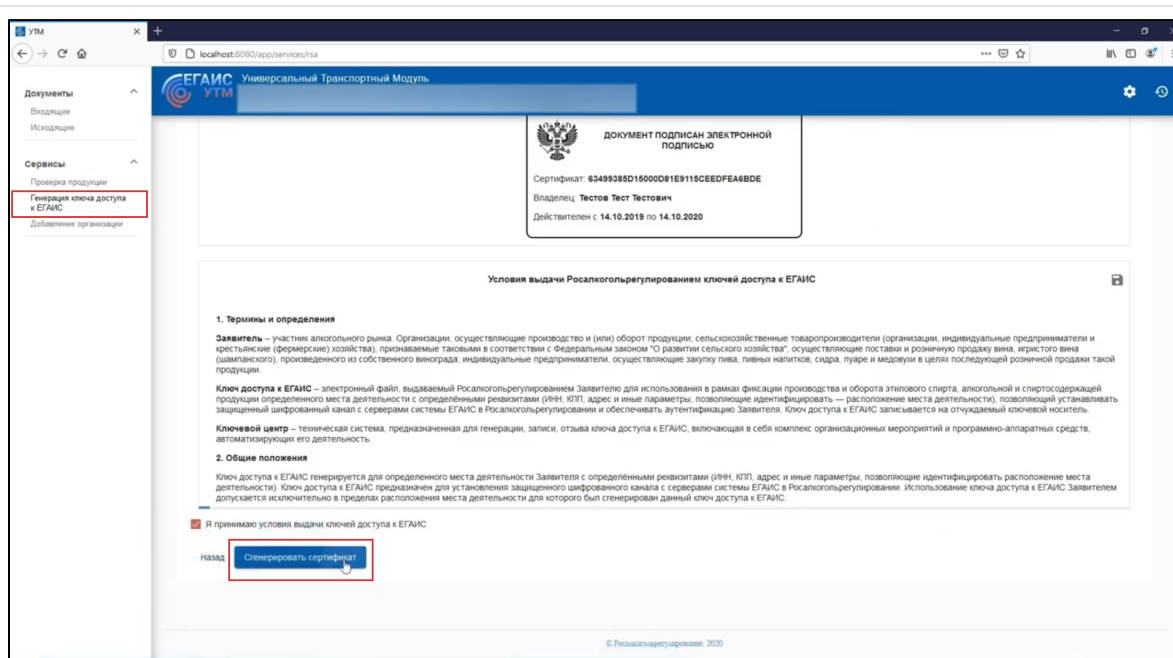 УТМ
localhost:8080/app/services/rsa
ЕГАИС
УТМ
Универсальный Транспортный Модуль
Документы
Входящие
Исходящие
Сервисы
Проверка продукции
Генерация ключа доступа
к ЕГАИС
Добавление организации
ДОКУМЕНТ ПОДПИСАН ЭЛЕКТРОННОЙ
ПОДПИСЬЮ
Сертификат: 63499385D15000D81E9115CEEDFEA6BDE
Владелец: Тестов Тест Тестович
Действителен с 14.10.2019 по 14.10.2020
Условия выдачи Росалкогольрегулированием ключей доступа к ЕГАИС
1. Термины и определения
Заявитель – участник алкогольного рынка. Организации, осуществляющие производство и (или) оборот продукции, сельскохозяйственные товаропроизводители (организации, индивидуальные предприниматели и
крестьянские (фермерские) хозяйства), признаваемые таковыми в соответствии с Федеральным законом "О развитии сельского хозяйства", осуществляющие поставки и розничную продажу вина, игристого вина
(шампанского), произведенного из собственного винограда; индивидуальные предприниматели, осуществляющие закупку пива, пивных напитков, сидра, пуаре и медовухи в целях последующей розничной продажи такой
продукции.
Ключ доступа к ЕГАИС – электронный файл, выдаваемый Росалкогольрегулированием Заявителю для использования в рамках фиксации производства и оборота этилового спирта, алкогольной и спиртосодержащей
продукции определенного места деятельности с определёнными реквизитами (ИНН, КПП, адрес и иные параметры, позволяющие идентифицировать — расположение места деятельности), позволяющий устанавливать
защищенный шифрованный канал с серверами системы ЕГАИС в Росалкогольрегулировании и обеспечивать аутентификацию Заявителя. Ключ доступа к ЕГАИС записывается на отчуждаемый ключевой носитель.
Ключевой центр – техническая система, предназначенная для генерации, записи, отзыва ключа доступа к ЕГАИС, включающая в себя комплекс организационных мероприятий и программно-аппаратных средств,
автоматизирующих его деятельность.
2. Общие положения
Ключ доступа к ЕГАИС генерируется для определенного места деятельности Заявителя с определёнными реквизитами (ИНН, КПП, адрес и иные параметры, позволяющие идентифицировать расположение места
деятельности). Ключ доступа к ЕГАИС предназначен для установления защищенного шифрованного канала с серверами системы ЕГАИС в Росалкогольрегулировании. Использование ключа доступа к ЕГАИС Заявителем
допускается исключительно в пределах расположения места деятельности для которого был сгенерирован данный ключ доступа к ЕГАИС.
Я принимаю условия выдачи ключей доступа к ЕГАИС
Назад
Сгенерировать сертификат
© Росалкогольрегулирование. 2020